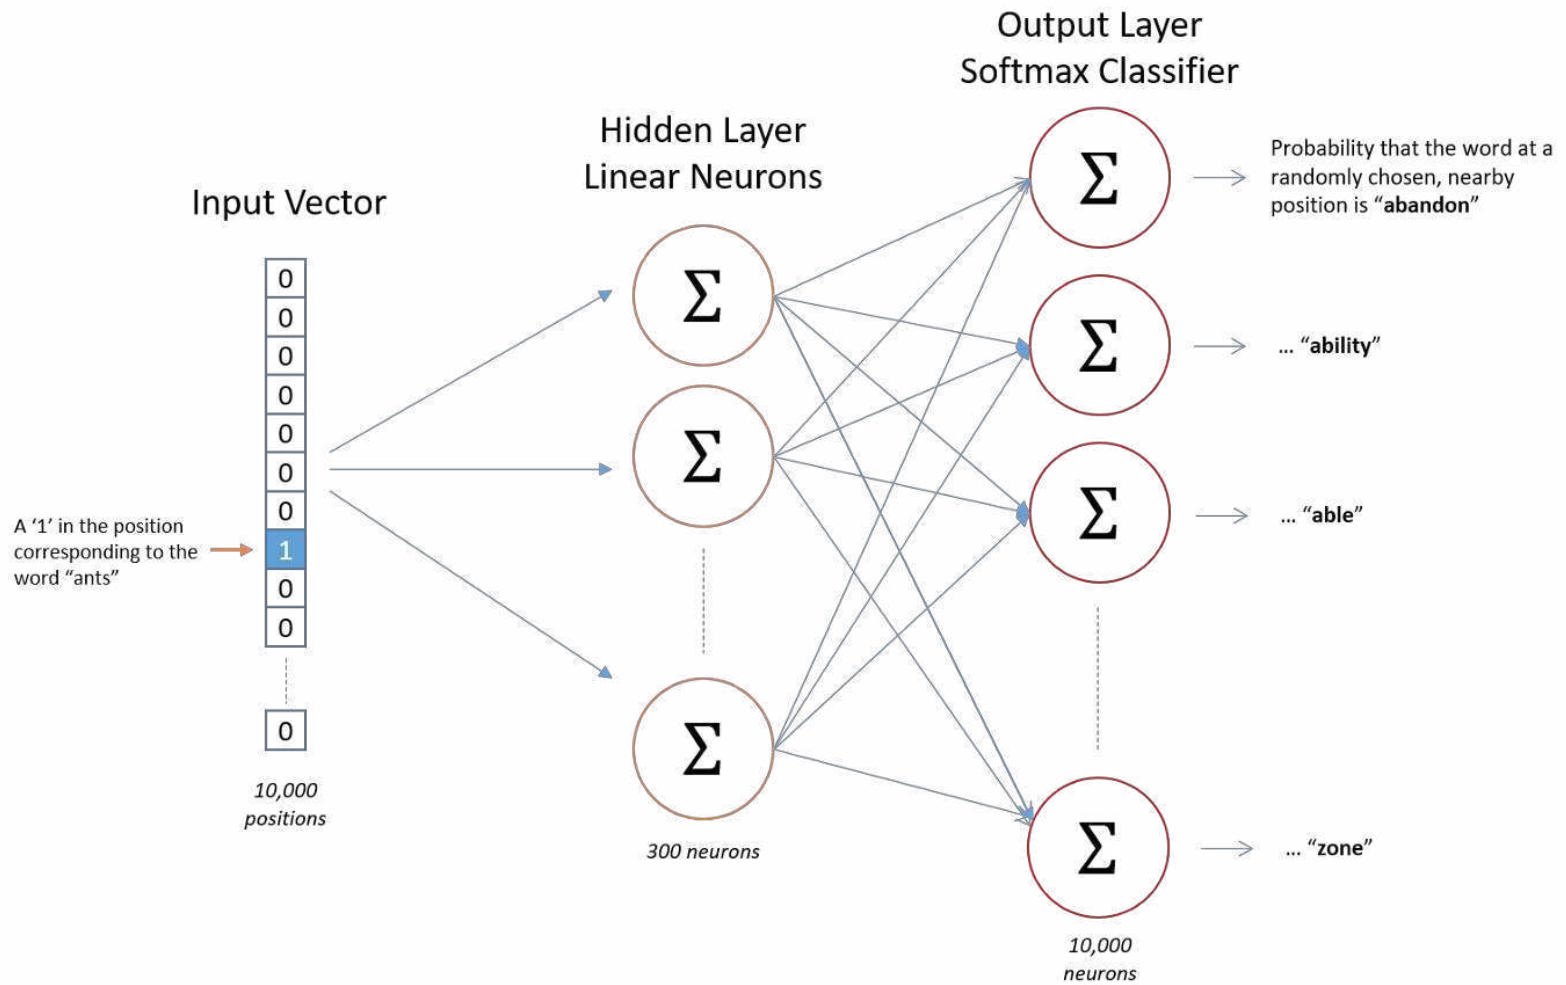 Output Layer
Softmax Classifier
Hidden Layer
Linear Neurons
Input Vector
0
0
0
0
0
0
0
1
0
0
0
A ‘1’ in the position
corresponding to the
word “ants”
10,000
positions
Σ
Σ
Σ
300 neurons
Σ
Σ
Σ
Σ
10,000
neurons
Probability that the word at a
randomly chosen, nearby
position is “abandon”
... “ability”
... “able”
... “zone”